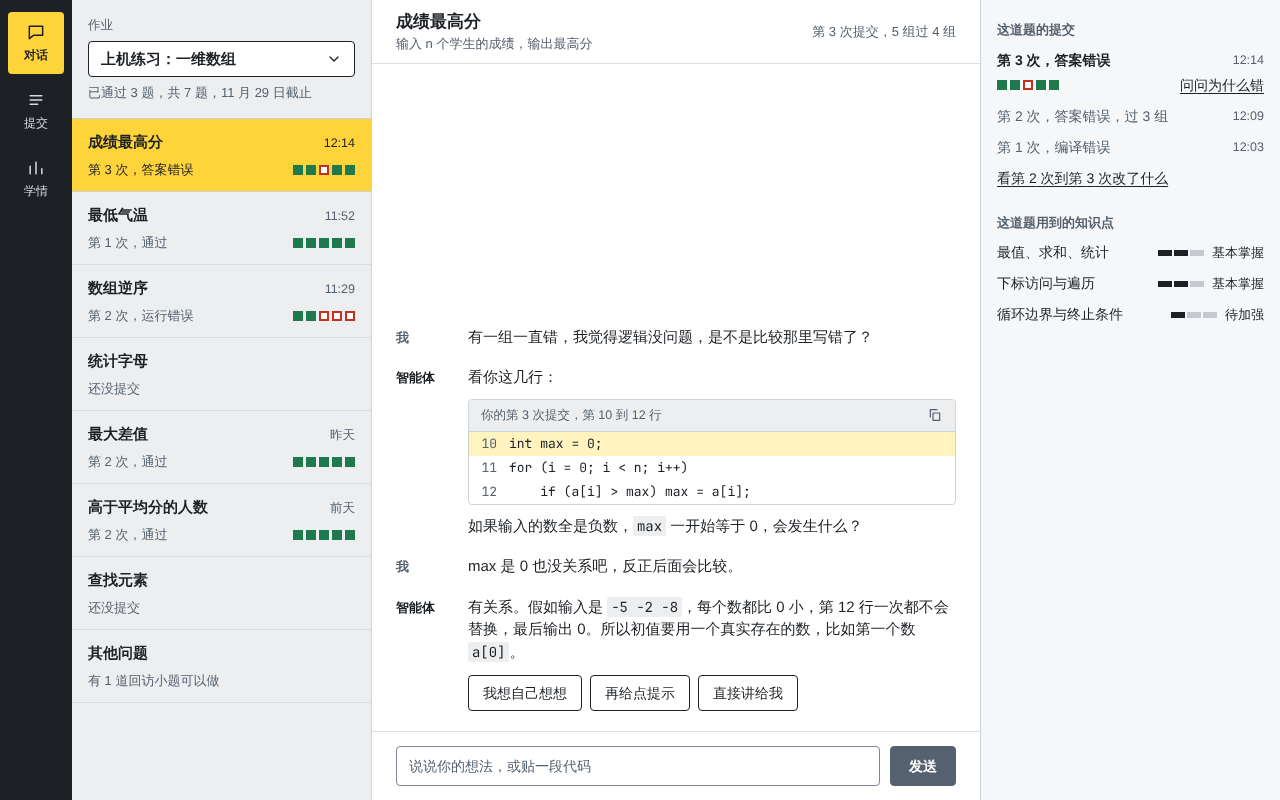 对话
提交
学情
作业
上机练习：一维数组
已通过 3 题，共 7 题，11 月 29 日截止
成绩最高分 12:14
第 3 次，答案错误
最低气温 11:52
第 1 次，通过
数组逆序 11:29
第 2 次，运行错误
统计字母
还没提交
最大差值 昨天
第 2 次，通过
高于平均分的人数 前天
第 2 次，通过
查找元素
还没提交
其他问题
有 1 道回访小题可以做
成绩最高分
输入 n 个学生的成绩，输出最高分
第 3 次提交，5 组过 4 组
我 有一组一直错，我觉得逻辑没问题，是不是比较那里写错了？
智能体 看你这几行：
你的第 3 次提交，第 10 到 12 行
10 int max = 0;
11 for (i = 0; i < n; i++)
12     if (a[i] > max) max = a[i];
如果输入的数全是负数，max 一开始等于 0，会发生什么？
我 max 是 0 也没关系吧，反正后面会比较。
智能体 有关系。假如输入是 -5 -2 -8，每个数都比 0 小，第 12 行一次都不会
替换，最后输出 0。所以初值要用一个真实存在的数，比如第一个数
a[0]。
我想自己想想 再给点提示 直接讲给我
说说你的想法，或贴一段代码 发送
这道题的提交
第 3 次，答案错误 12:14
问问为什么错
第 2 次，答案错误，过 3 组 12:09
第 1 次，编译错误 12:03
看第 2 次到第 3 次改了什么
这道题用到的知识点
最值、求和、统计 基本掌握
下标访问与遍历 基本掌握
循环边界与终止条件 待加强